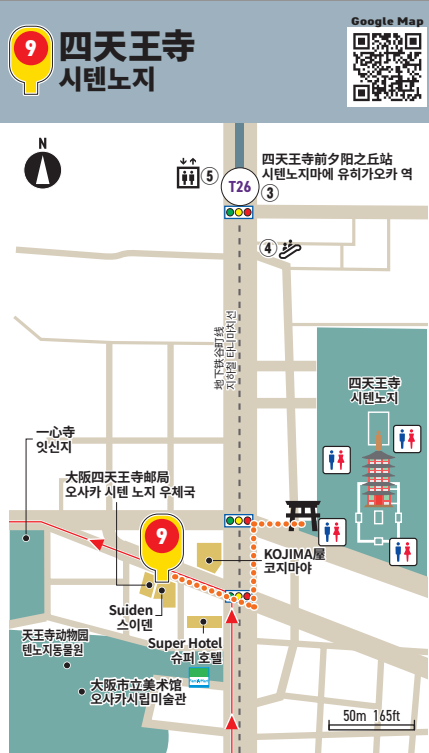 Google Map
9
四天王寺
시텐노지
N
⑤
T26
③
四天王寺前夕阳之丘站
시텐노지마에 유히가오카 역
④
地下铁谷町线
지하철 타니마치선
四天王寺
시텐노지
一心寺
잇신지
大阪四天王寺邮局
오사카 시텐 노지 우체국
9
KOJIMA屋
코지마야
Suiden
스이덴
天王寺动物园
텐노지동물원
Super Hotel
슈퍼 호텔
FamilyMart
大阪市立美术馆
오사카시립미술관
50m 165ft